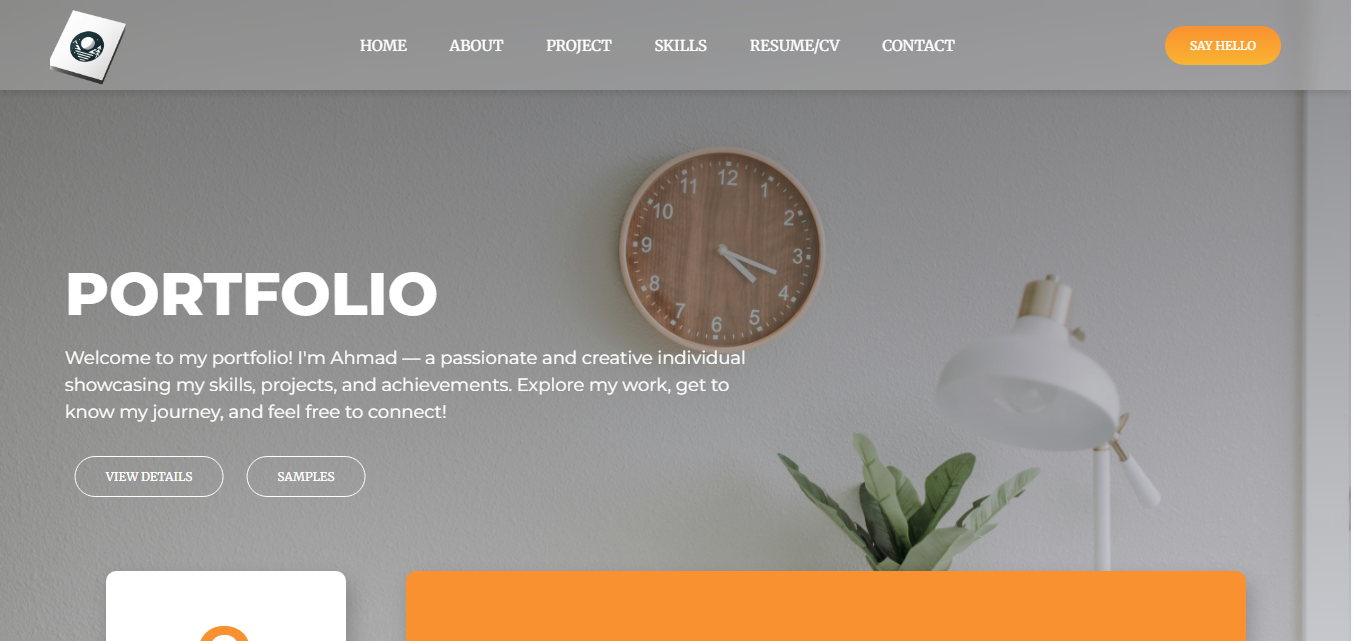 HOME ABOUT PROJECT SKILLS RESUME/CV CONTACT SAY HELLO
12
11 1
10 2
9 3
8 4
7 5
6
PORTFOLIO
Welcome to my portfolio! I'm Ahmad — a passionate and creative individual
showcasing my skills, projects, and achievements. Explore my work, get to
know my journey, and feel free to connect!
VIEW DETAILS SAMPLES